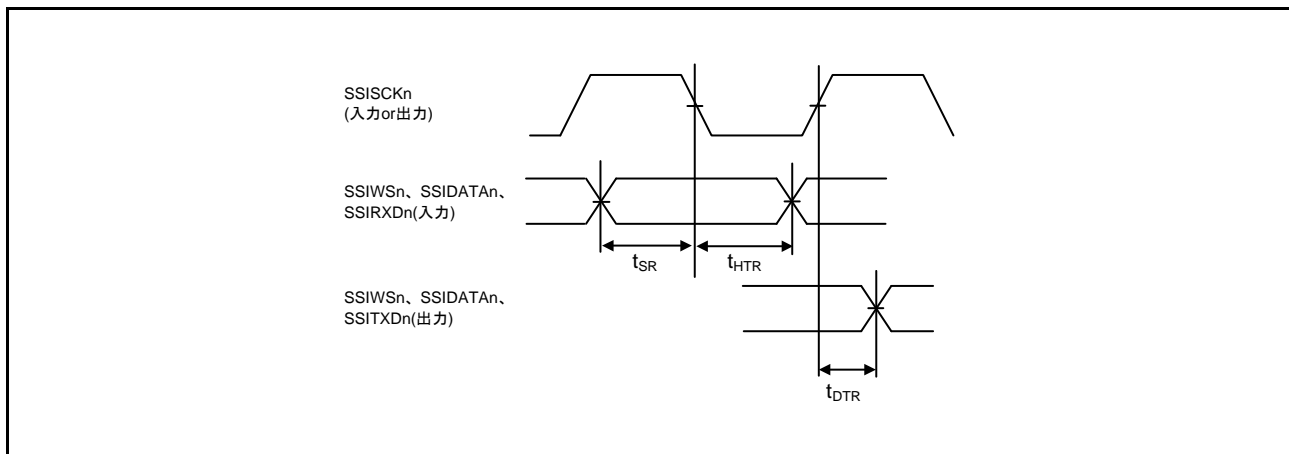 SSISCKn
(入力or出力)
SSIWSn、SSIDATAn、
SSIRXDn(入力)
tSR
tHTR
SSIWSn、SSIDATAn、
SSITXDn(出力)
tDTR